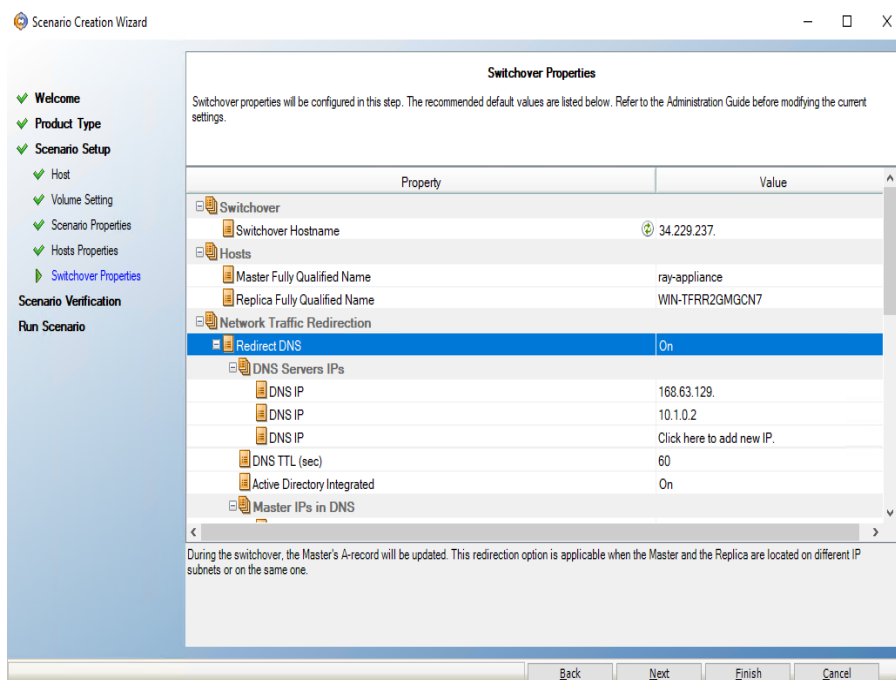 Scenario Creation Wizard
Welcome
Product Type
Scenario Setup
Host
Volume Setting
Scenario Properties
Hosts Properties
Switchover Properties
Scenario Verification
Run Scenario
Switchover Properties
Switchover properties will be configured in this step. The recommended default values are listed below. Refer to the Administration Guide before modifying the current
settings.
Property Value
Switchover
Switchover Hostname 34.229.237.
Hosts
Master Fully Qualified Name ray-appliance
Replica Fully Qualified Name WIN-TFRR2GMGCN7
Network Traffic Redirection
Redirect DNS On
DNS Servers IPs
DNS IP 168.63.129.
DNS IP 10.1.0.2
DNS IP Click here to add new IP.
DNS TTL (sec) 60
Active Directory Integrated On
Master IPs in DNS
During the switchover, the Master's A-record will be updated. This redirection option is applicable when the Master and the Replica are located on different IP
subnets or on the same one.
Back Next Finish Cancel